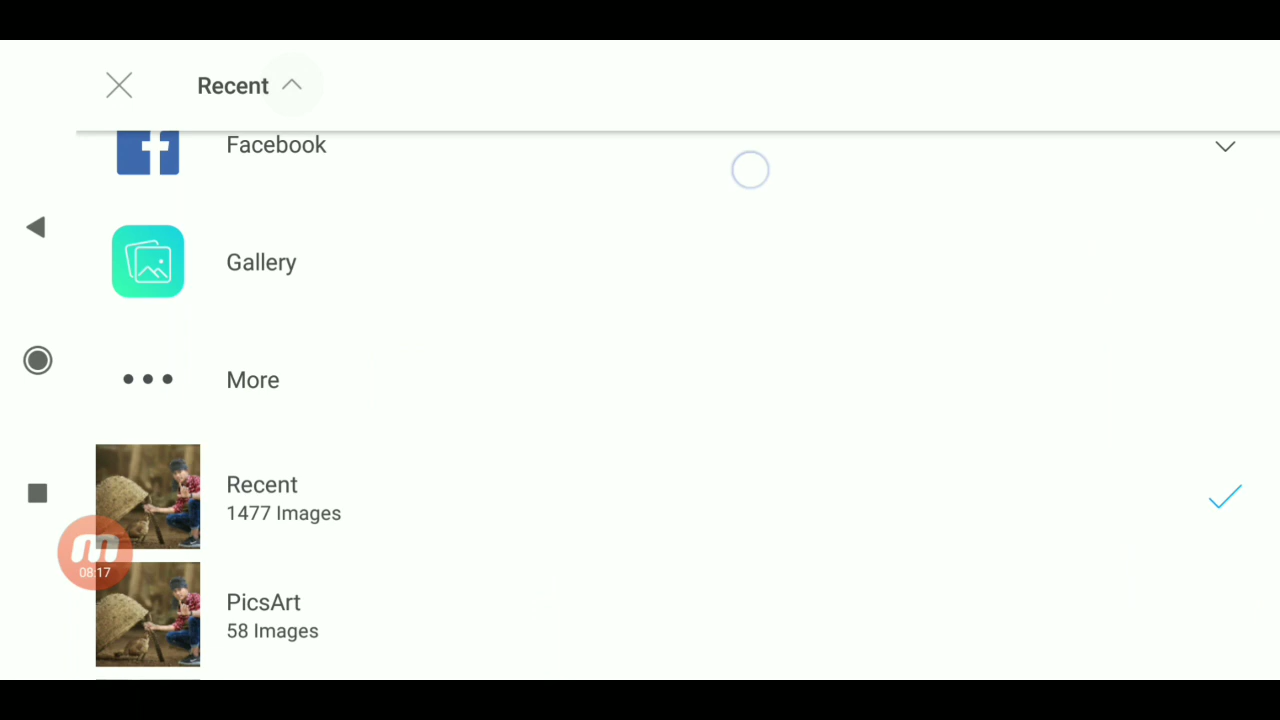 Recent
Facebook
Gallery
More
Recent
1477 Images
08:17
PicsArt
58 Images